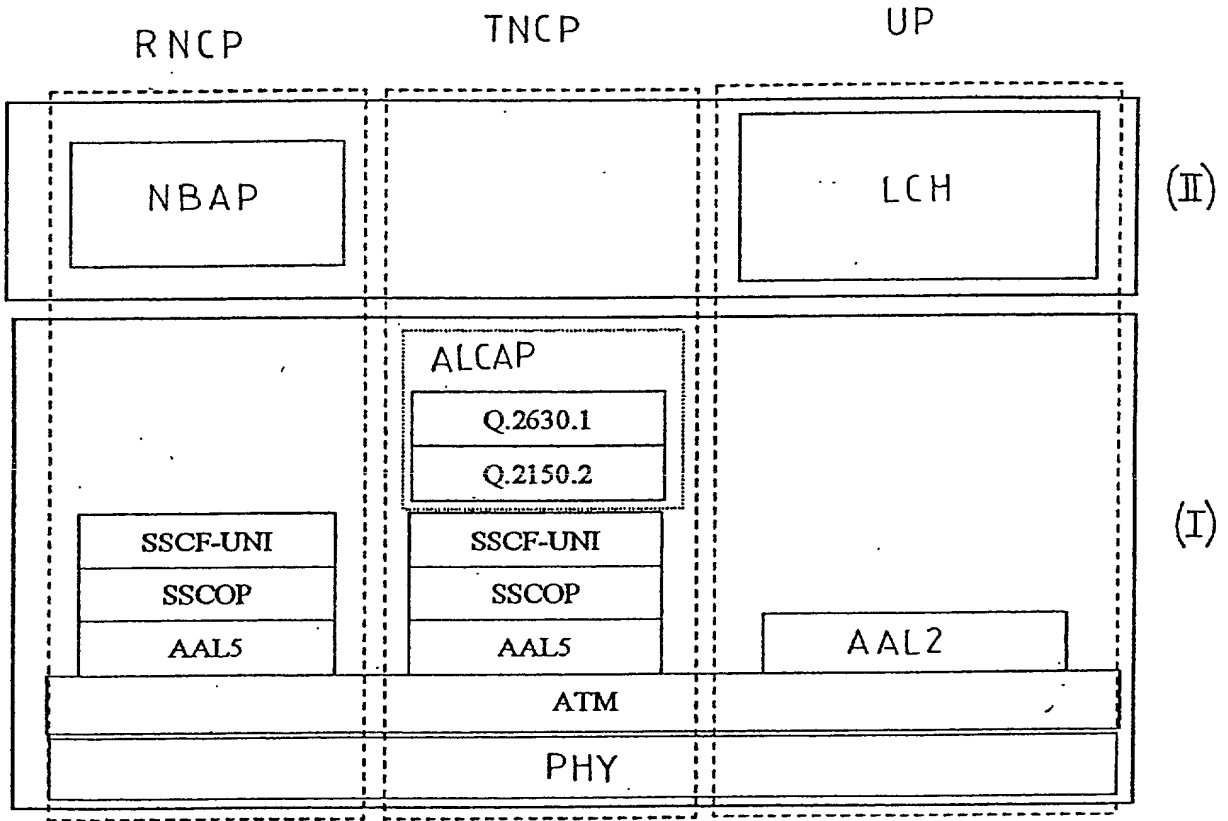 RNCP TNCP UP
NBAP LCH (II)
ALCAP
Q.2630.1
Q.2150.2
(I)
SSCF-UNI SSCF-UNI
SSCOP SSCOP
AAL5 AAL5 AAL2
ATM
PHY